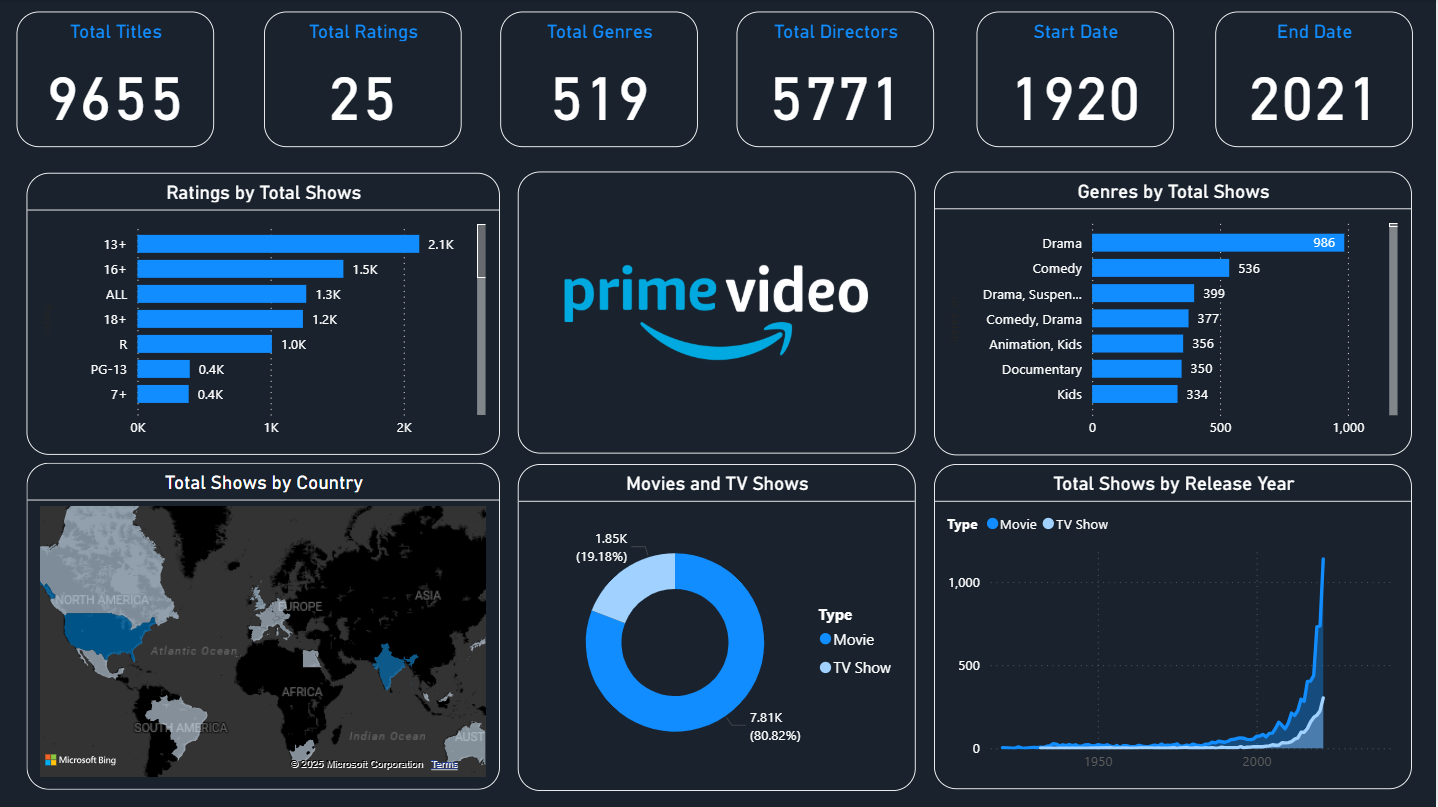 Total Titles
9655
Total Ratings
25
Total Genres
519
Total Directors
5771
Start Date
1920
End Date
2021
Ratings by Total Shows
13+ 2.1K
16+ 1.5K
ALL 1.3K
18+ 1.2K
R 1.0K
PG-13 0.4K
7+ 0.4K
0K 1K 2K
prime video
Genres by Total Shows
Drama 986
Comedy 536
Drama, Suspen... 399
Comedy, Drama 377
Animation, Kids 356
Documentary 350
Kids 334
0 500 1,000
Total Shows by Country
NORTH AMERICA
EUROPE
ASIA
Atlantic Ocean
AFRICA
SOUTH AMERICA
Indian Ocean
AUST
Microsoft Bing
© 2025 Microsoft Corporation Terms
Movies and TV Shows
1.85K
(19.18%)
Type
Movie
TV Show
7.81K
(80.82%)
Total Shows by Release Year
Type Movie TV Show
1,000
500
0
1950 2000